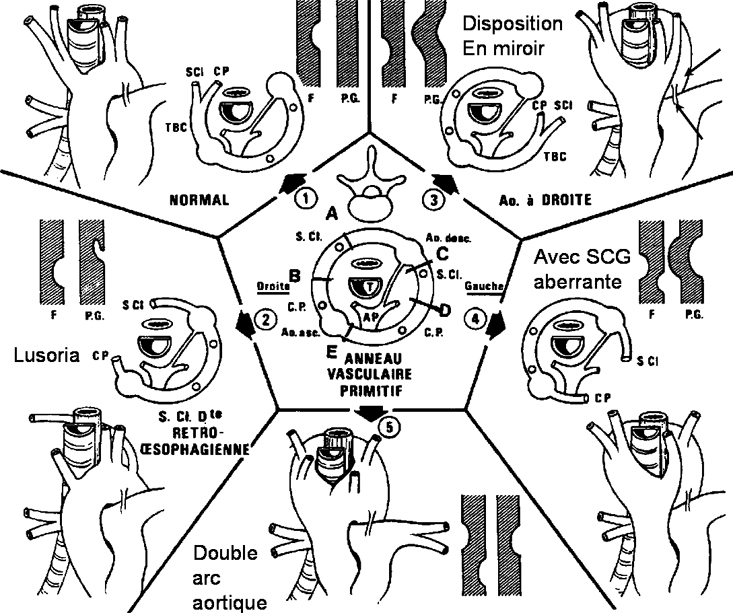 F P.G.
SCl CP
TBC
NORMAL
1
F P.G.
Disposition
En miroir
CP SCl
TBC
Ao. à DROITE
3
A
S. Cl.
Ao. desc.
C
S. Cl.
B
Droite
T
Gauche
C. P.
AP
D
Ao. asc.
C. P.
E
ANNEAU
VASCULAIRE
PRIMITIF
F P.G.
S Cl
2
Lusoria
CP
S. Cl. Dte
RETRO-
ŒSOPHAGIENNE
Avec SCG
aberrante
F P.G.
4
S Cl
CP
5
Double
arc
aortique